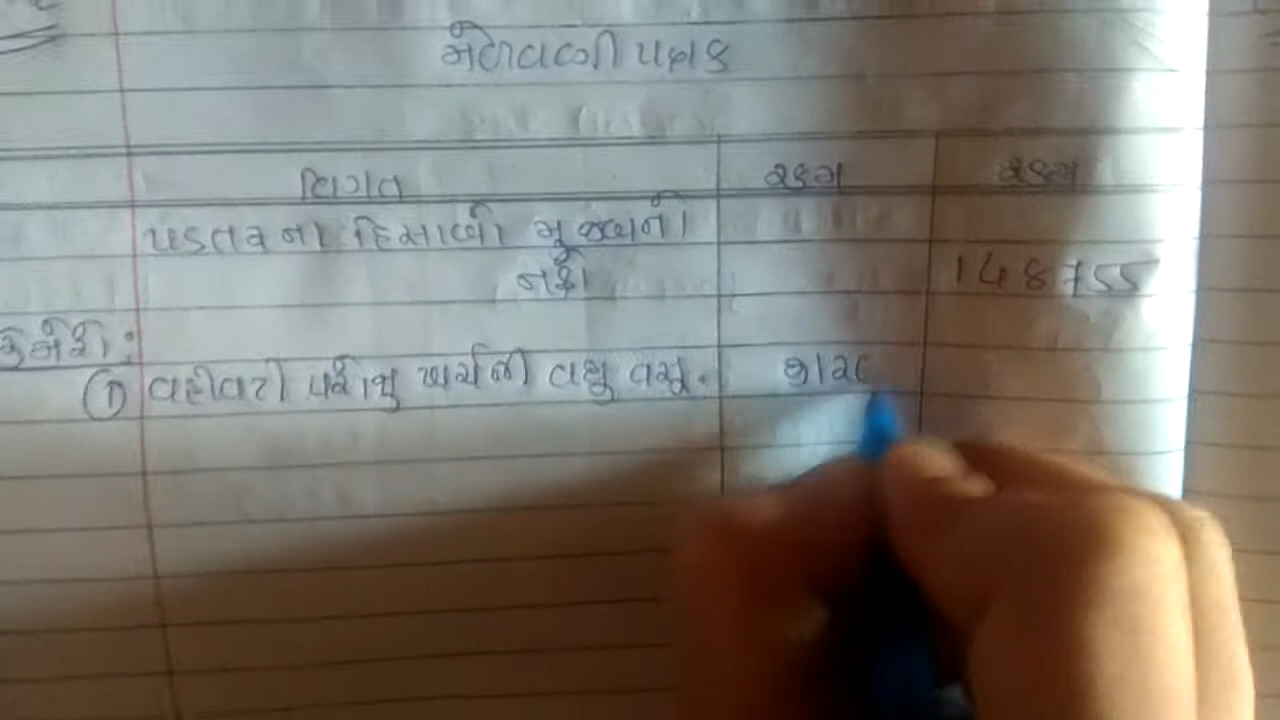 મેળવણી પત્રક
વિગત રકમ રકમ
પડતરના હિસાબો મુજબનો
નફો 148755
ઉમેરો:
① વહીવટી પરોક્ષ ખર્ચની વધુ વસૂ.